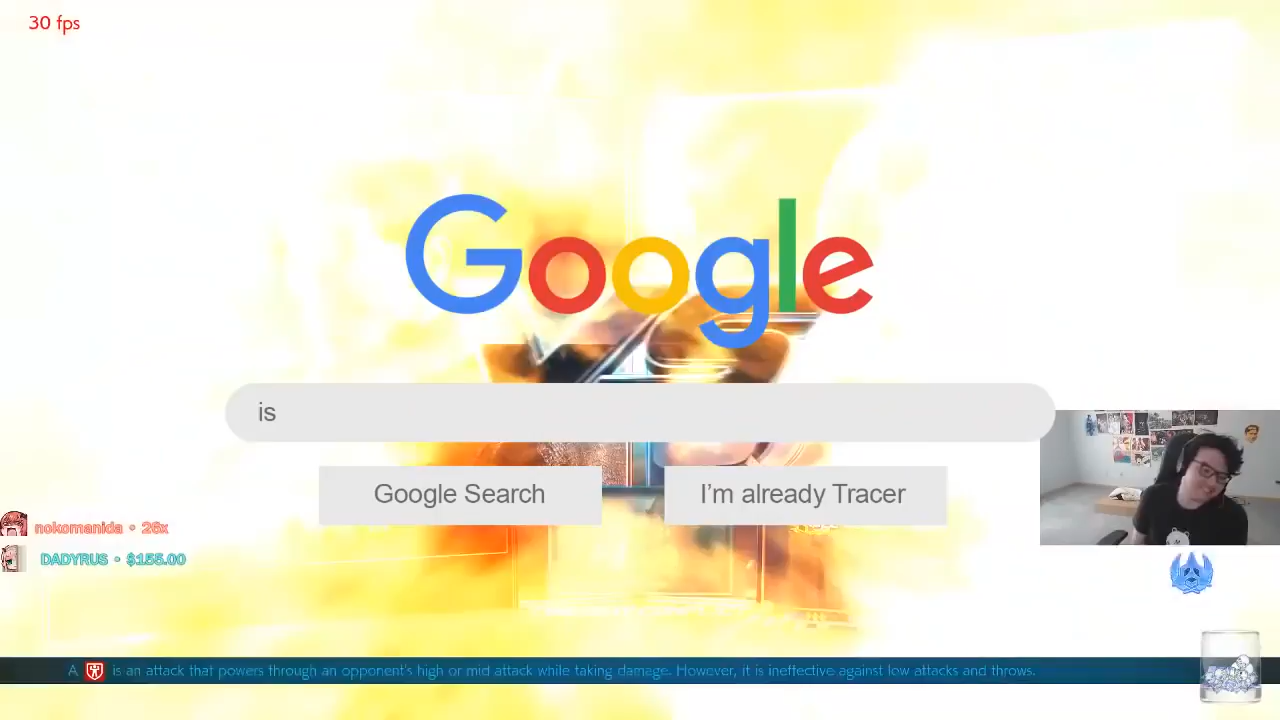 30 fps
Google
is
Google Search
I'm already Tracer
nokomanida • 26x
DADYRUS • $155.00
A is an attack that powers through an opponent's high or mid attack while taking damage. However, it is ineffective against low attacks and throws.